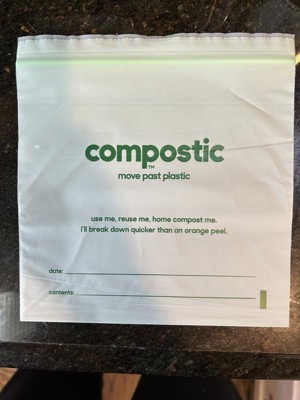 compostic
TM
move past plastic
use me, reuse me, home compost me.
i'll break down quicker than an orange peel.
date:
contents: